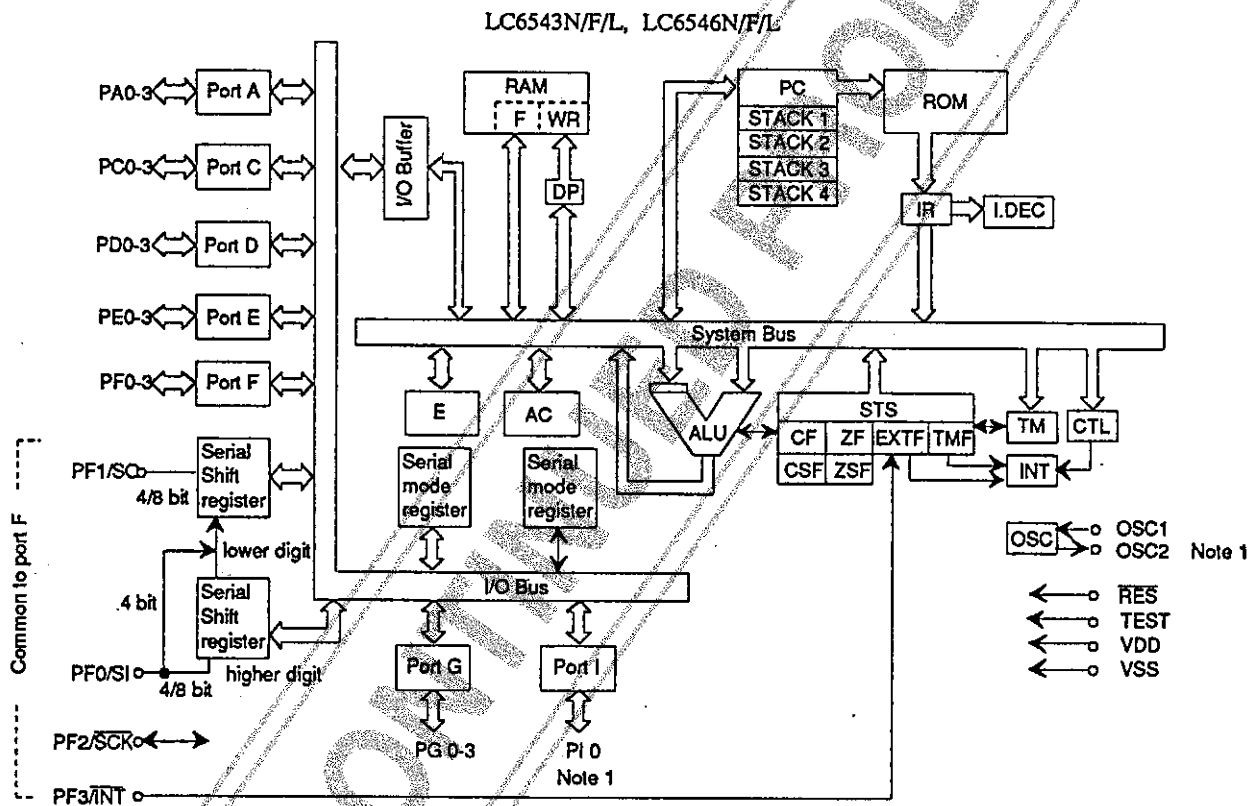 LC6543N/F/L, LC6546N/F/L
PA0-3
Port A
PC0-3
Port C
PD0-3
Port D
PE0-3
Port E
PF0-3
Port F
I/O Buffer
RAM
F
WR
DP
PC
STACK 1
STACK 2
STACK 3
STACK 4
ROM
IR
I.DEC
System Bus
E
AC
ALU
STS
CF
ZF
EXTF
TMF
CSF
ZSF
TM
CTL
INT
Common to port F
PF1/SO
4/8 bit
Serial
Shift
register
lower digit
.4 bit
Serial
Shift
register
higher digit
PF0/SI
4/8 bit
PF2/SCK
PF3/INT
Serial
mode
register
Serial
mode
register
I/O Bus
Port G
PG 0-3
Port I
PI 0
Note 1
OSC
OSC1
OSC2 Note 1
RES
TEST
VDD
VSS